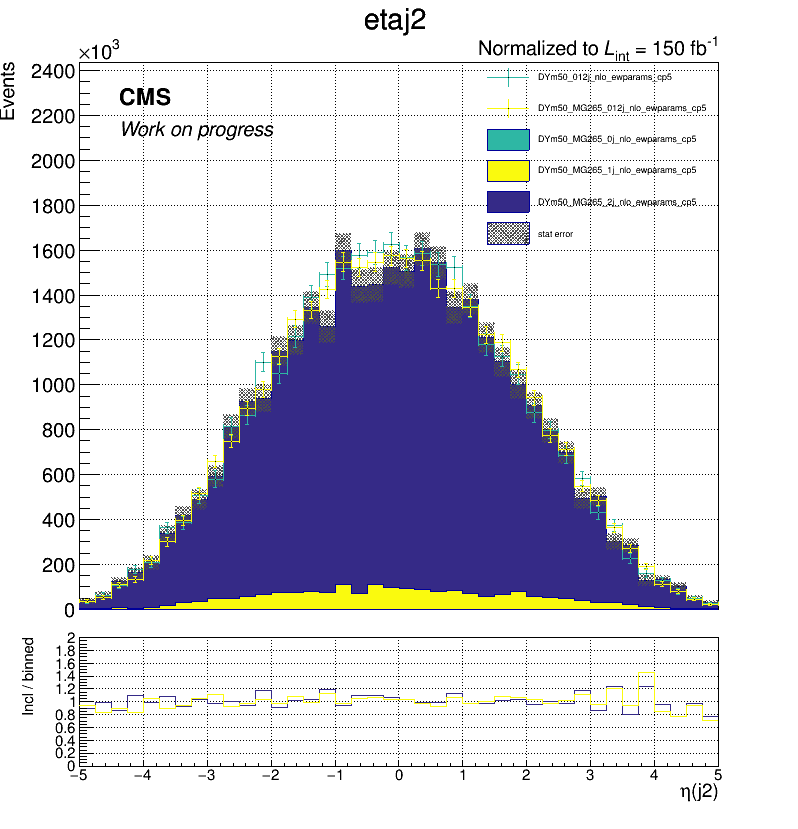 etaj2
×10³
Normalized to L_int = 150 fb⁻¹
Events
2400
2200
2000
1800
1600
1400
1200
1000
800
600
400
200
0
CMS
Work on progress
DYm50_012j_nlo_ewparams_cp5
DYm50_MG265_012j_nlo_ewparams_cp5
DYm50_MG265_0j_nlo_ewparams_cp5
DYm50_MG265_1j_nlo_ewparams_cp5
DYm50_MG265_2j_nlo_ewparams_cp5
stat error
Incl / binned
2
1.8
1.6
1.4
1.2
1
0.8
0.6
0.4
0.2
0
−5 −4 −3 −2 −1 0 1 2 3 4 5
η(j2)